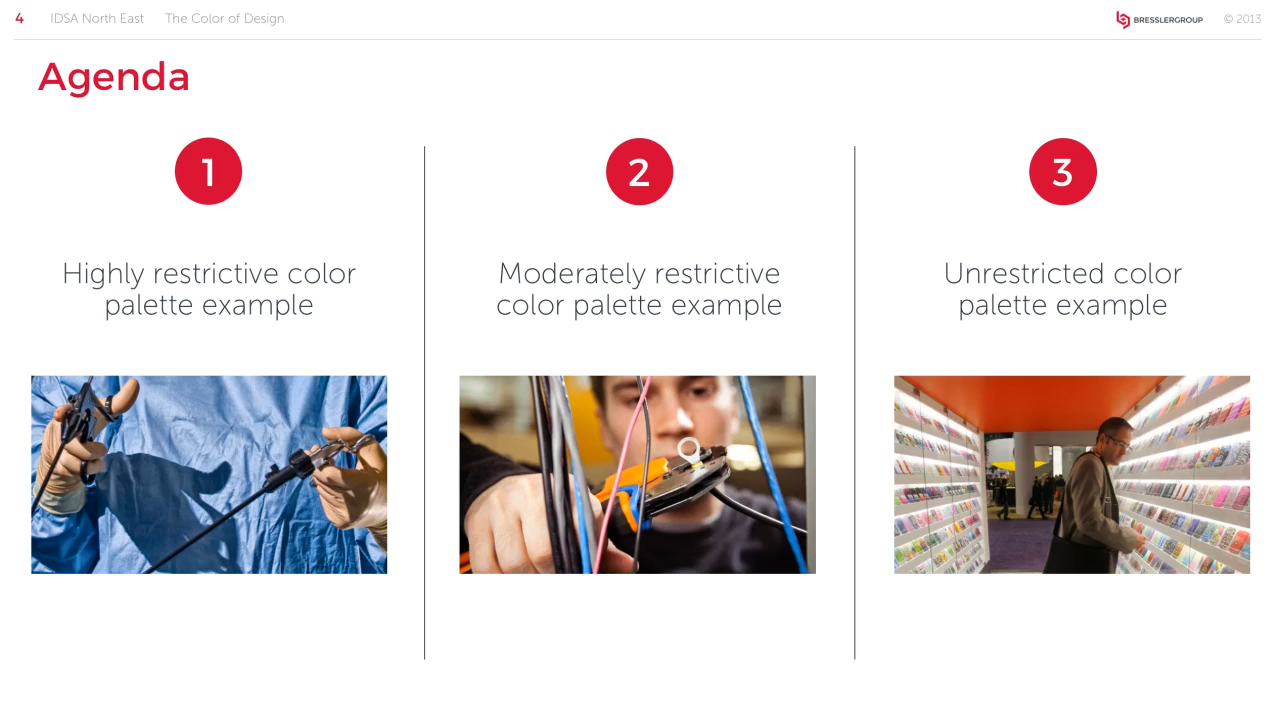 4 IDSA North East The Color of Design BRESSLERGROUP © 2013
Agenda
1
Highly restrictive color
palette example
2
Moderately restrictive
color palette example
3
Unrestricted color
palette example